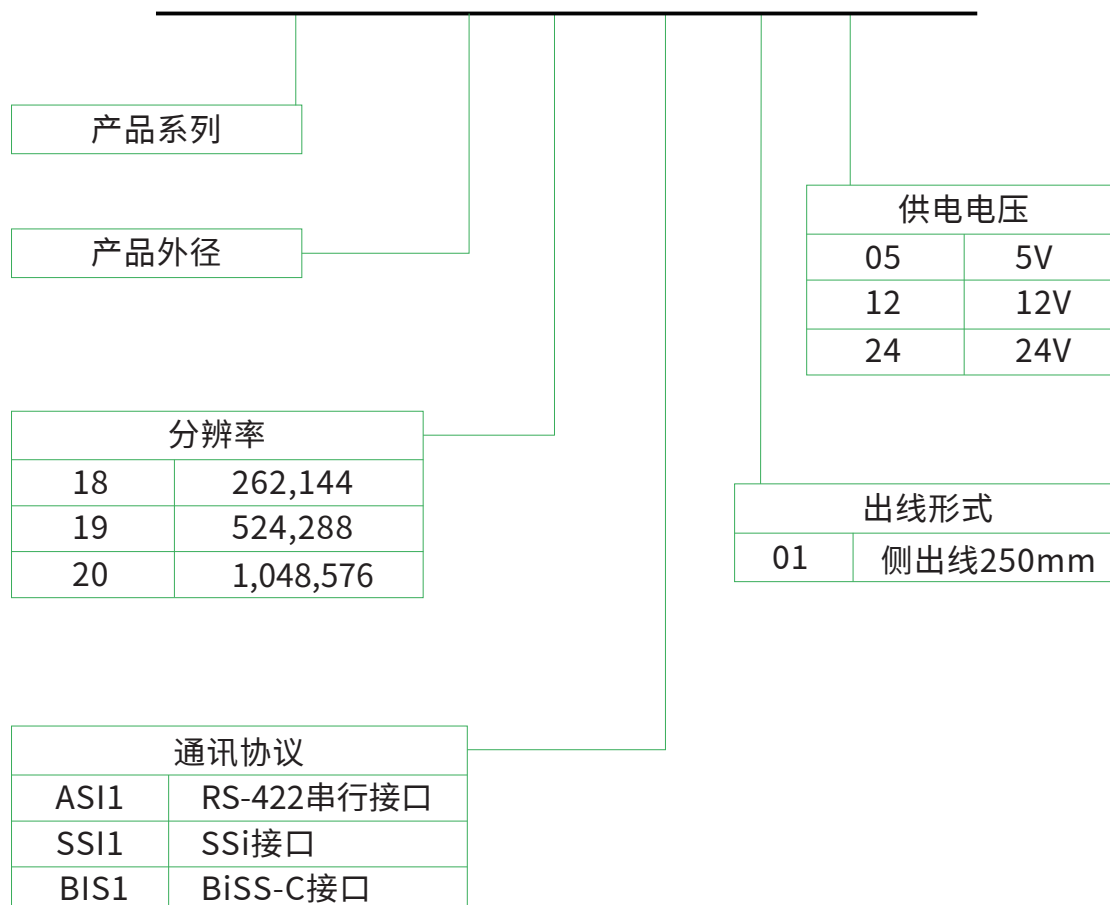 产品系列
产品外径
供电电压
05 5V
12 12V
24 24V
分辨率
18 262,144
19 524,288
20 1,048,576
出线形式
01 侧出线250mm
通讯协议
ASI1 RS-422串行接口
SSI1 SSi接口
BIS1 BiSS-C接口